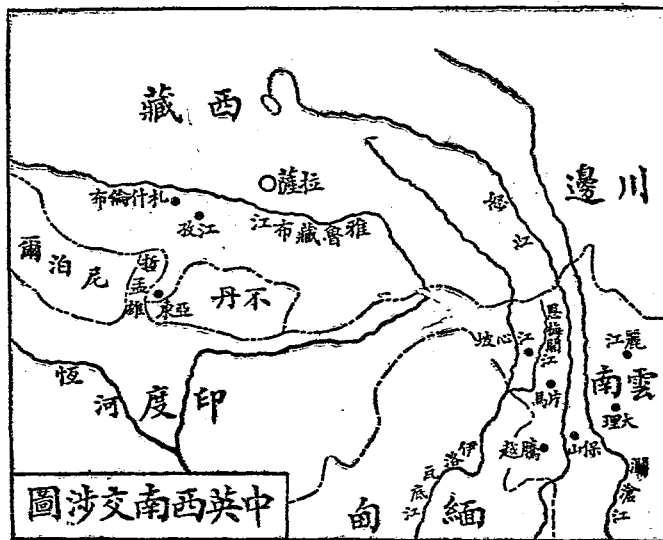 西藏
川邊
拉薩
怒江
札什倫布
江孜
雅魯藏布江
尼泊爾
哲孟雄
亞東
不丹
恩梅開江
江心坡
麗江
雲南
片馬
大理
印度
恆河
騰越
保山
伊洛瓦底江
瀾滄江
緬甸
中英西南交涉圖